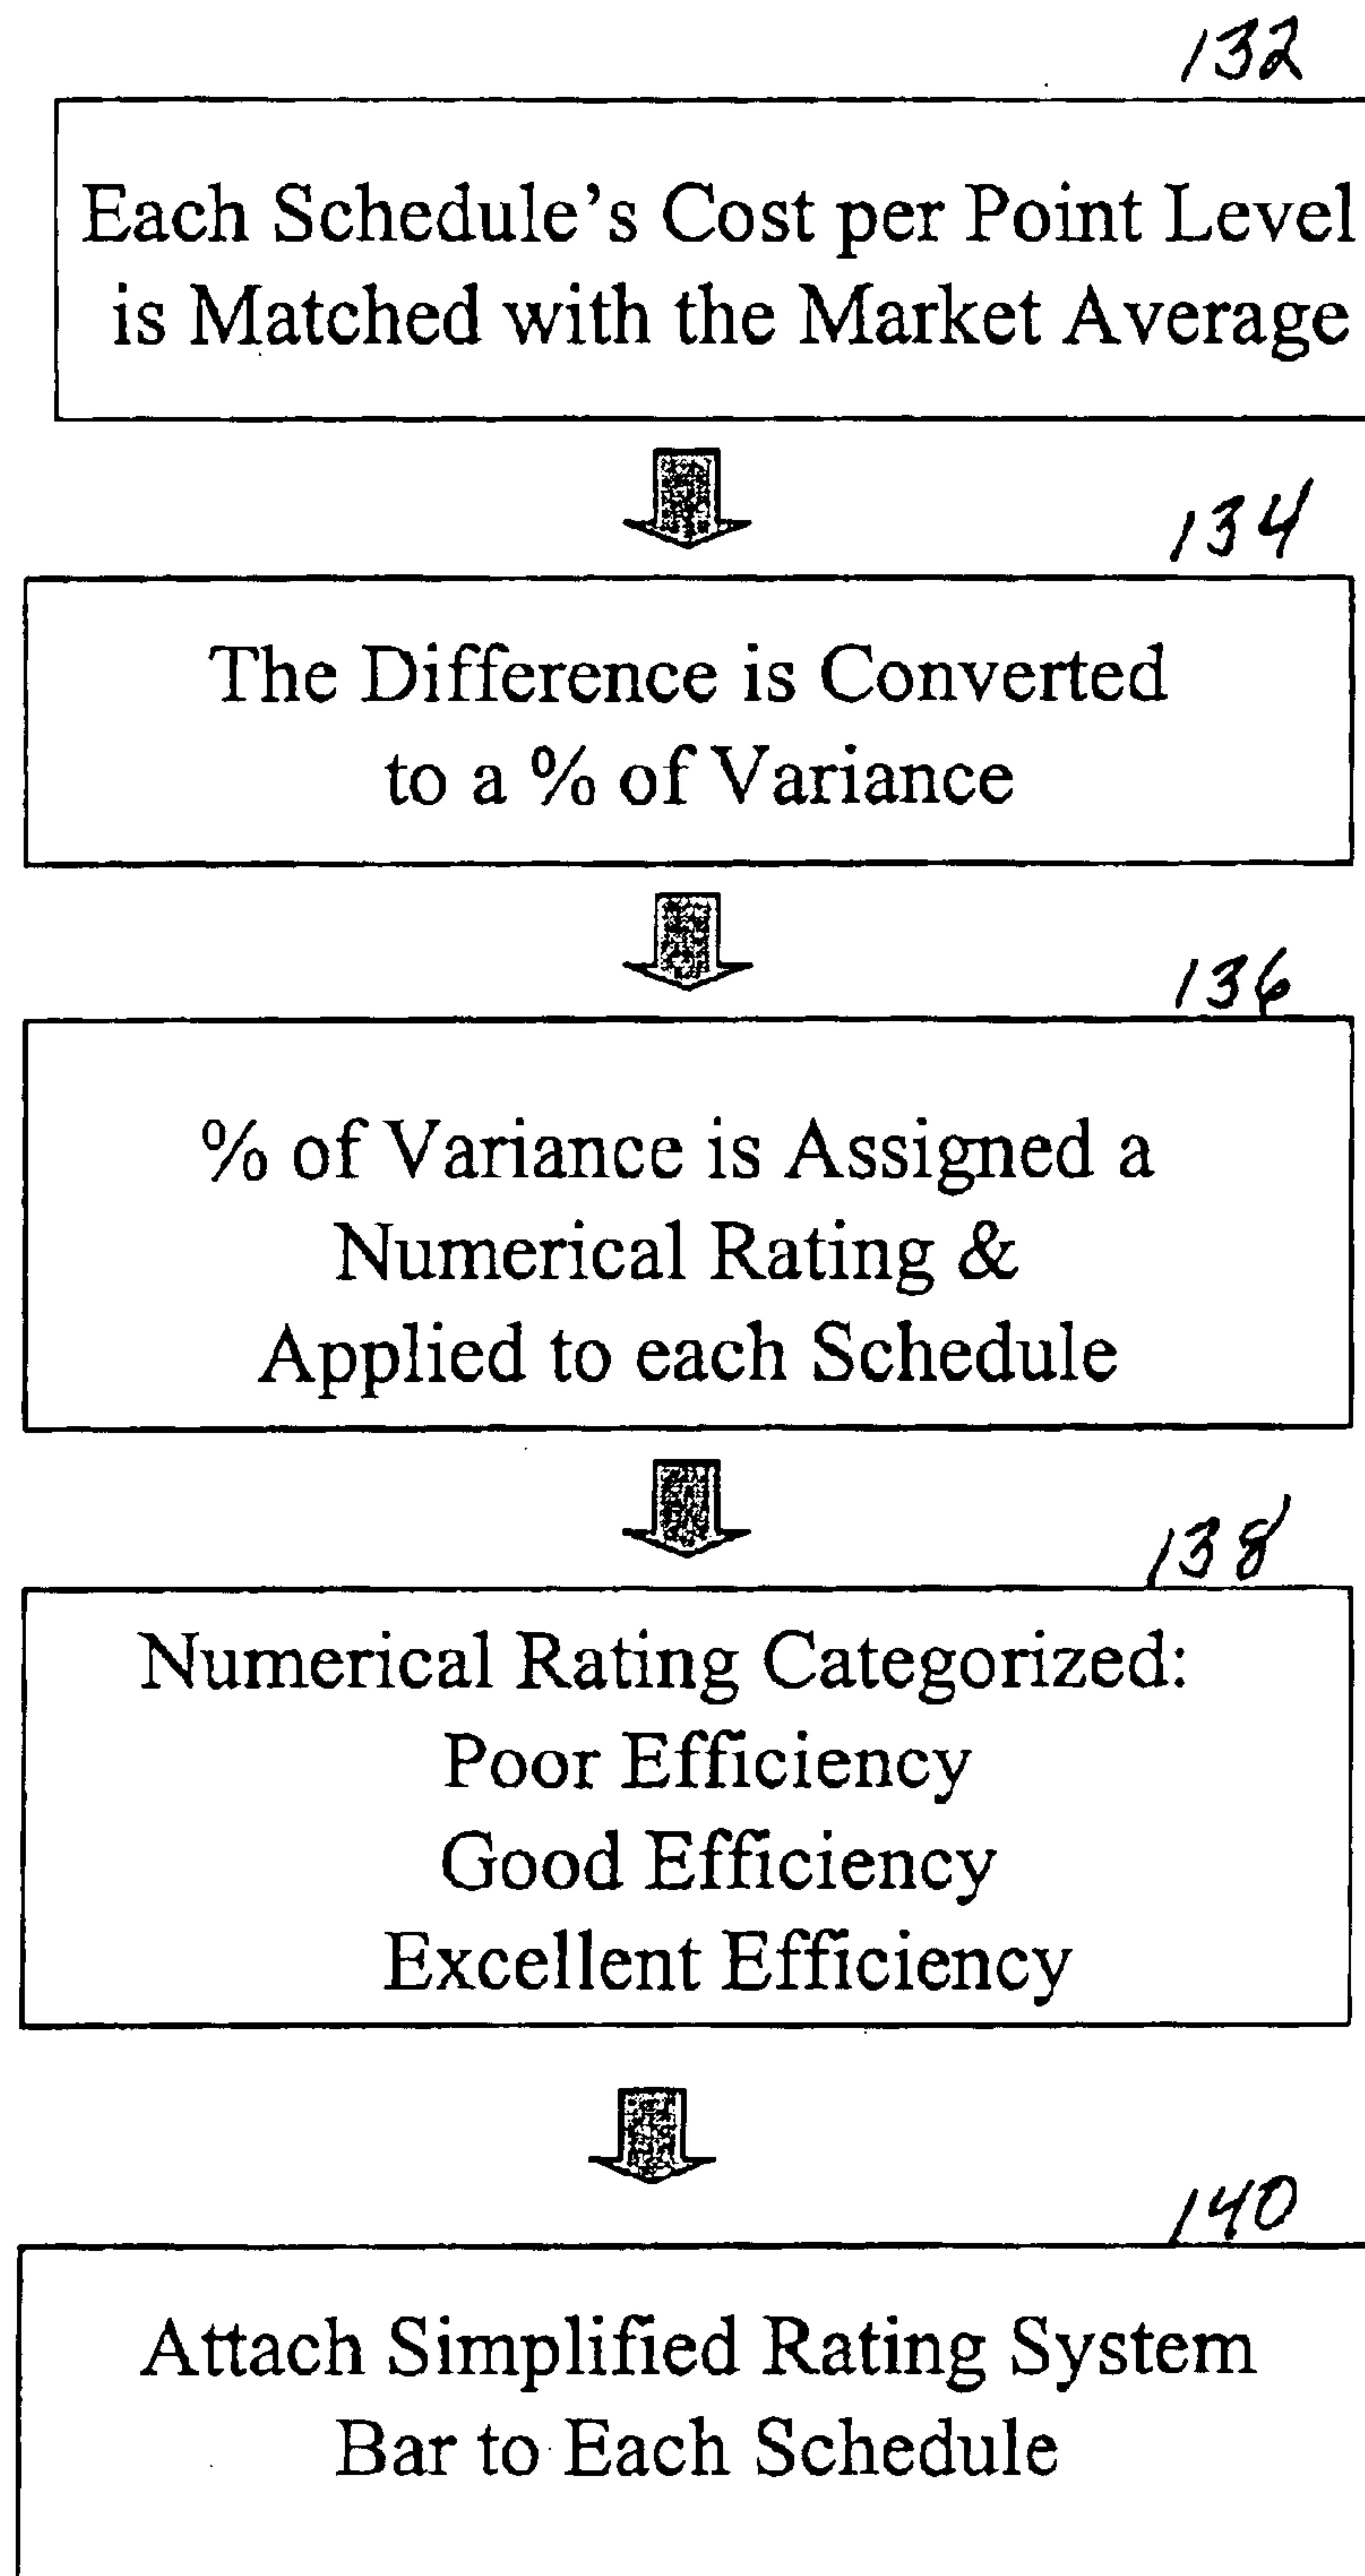 132
Each Schedule's Cost per Point Level
is Matched with the Market Average
134
The Difference is Converted
to a % of Variance
136
% of Variance is Assigned a
Numerical Rating &
Applied to each Schedule
138
Numerical Rating Categorized:
Poor Efficiency
Good Efficiency
Excellent Efficiency
140
Attach Simplified Rating System
Bar to Each Schedule